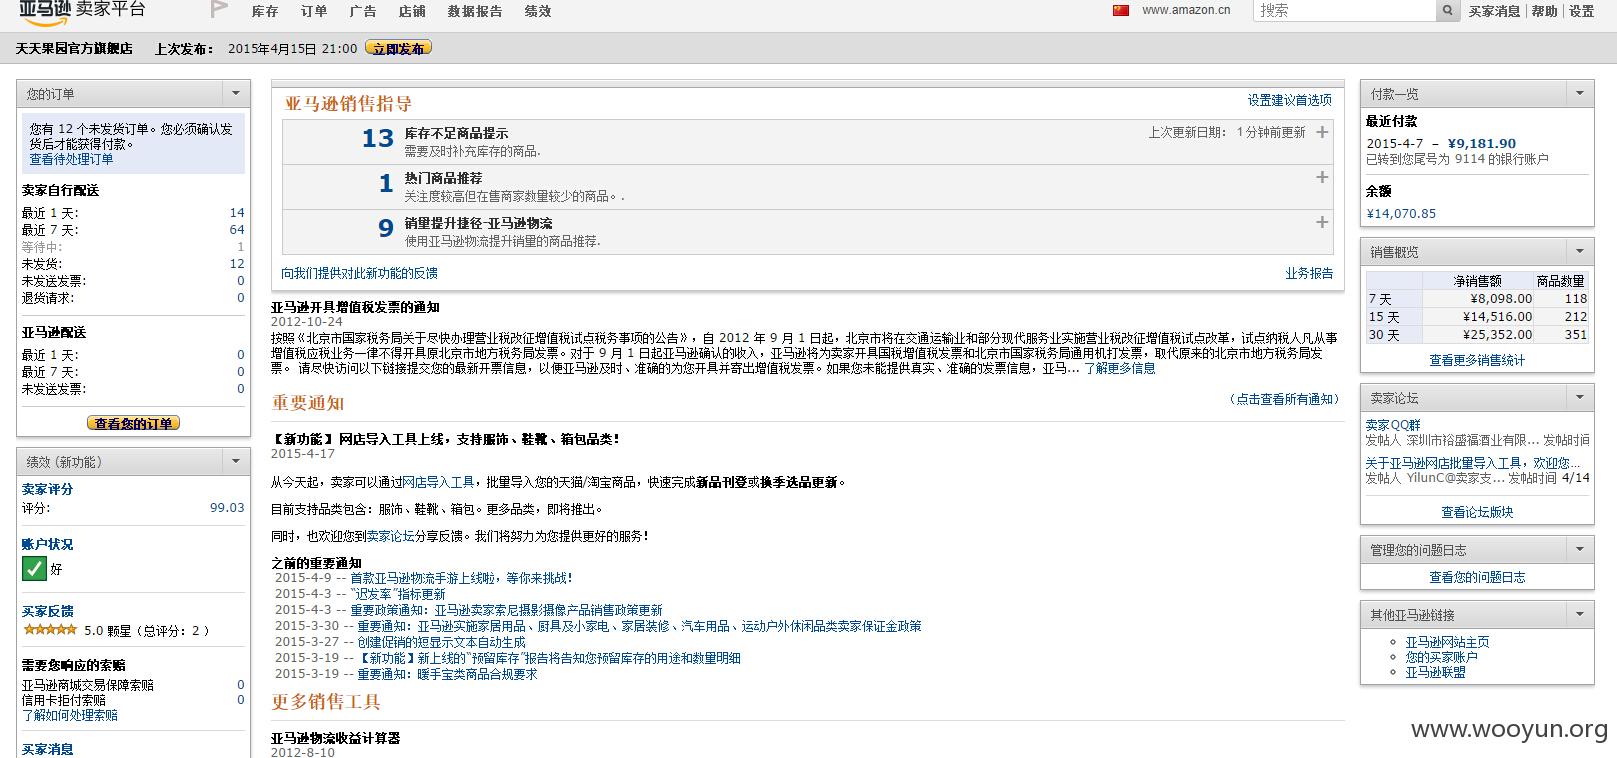 亚马逊 卖家平台
库存 订单 广告 店铺 数据报告 绩效
www.amazon.cn
搜索
买家消息 | 帮助 | 设置
天天果园官方旗舰店 上次发布: 2015年4月15日 21:00 立即发布
您的订单
您有 12 个未发货订单。您必须确认发
货后才能获得付款。
查看待处理订单
卖家自行配送
最近 1 天: 14
最近 7 天: 64
等待中: 1
未发货: 12
未发送发票: 0
退货请求: 0
亚马逊配送
最近 1 天: 0
最近 7 天: 0
未发送发票: 0
查看您的订单
绩效 (新功能)
卖家评分
评分: 99.03
账户状况
好
买家反馈
5.0 颗星 (总评分: 2 )
需要您响应的索赔
亚马逊商城交易保障索赔 0
信用卡拒付索赔 0
了解如何处理索赔
买家消息
亚马逊销售指导
设置建议首选项
13 库存不足商品提示
需要及时补充库存的商品.
上次更新日期: 1 分钟前更新 +
1 热门商品推荐 +
关注度较高但在售商家数量较少的商品。.
9 销量提升捷径-亚马逊物流 +
使用亚马逊物流提升销量的商品推荐.
向我们提供对此新功能的反馈
业务报告
亚马逊开具增值税发票的通知
2012-10-24
按照《北京市国家税务局关于尽快办理营业税改征增值税试点税务事项的公告》, 自 2012 年 9 月 1 日起, 北京市将在交通运输业和部分现代服务业实施营业税改征增值税试点改革, 试点纳税人凡从事
增值税应税业务一律不得开具原北京市地方税务局发票。对于 9 月 1 日起亚马逊确认的收入, 亚马逊将为卖家开具国税增值税发票和北京市国家税务局通用机打发票, 取代原来的北京市地方税务局发
票。 请尽快访问以下链接提交您的最新开票信息, 以便亚马逊及时、准确的为您开具并寄出增值税发票。如果您未能提供真实、准确的发票信息, 亚马... 了解更多信息
重要通知
(点击查看所有通知)
【新功能】网店导入工具上线, 支持服饰、鞋靴、箱包品类!
2015-4-17
从今天起, 卖家可以通过网店导入工具, 批量导入您的天猫/淘宝商品, 快速完成新品刊登或换季选品更新。
目前支持品类包含: 服饰、鞋靴、箱包。更多品类, 即将推出。
同时, 也欢迎您到卖家论坛分享反馈。我们将努力为您提供更好的服务!
之前的重要通知
2015-4-9 -- 首款亚马逊物流手游上线啦, 等你来挑战!
2015-4-3 -- “迟发率”指标更新
2015-4-3 -- 重要政策通知: 亚马逊卖家索尼摄影摄像产品销售政策更新
2015-3-30 -- 重要通知: 亚马逊实施家居用品、厨具及小家电、家居装修、汽车用品、运动户外休闲品类卖家保证金政策
2015-3-27 -- 创建促销的短显示文本自动生成
2015-3-19 -- 【新功能】新上线的“预留库存”报告将告知您预留库存的用途和数量明细
2015-3-19 -- 重要通知: 暖手宝类商品合规要求
更多销售工具
亚马逊物流收益计算器
2012-8-10
付款一览
最近付款
2015-4-7 – ¥9,181.90
已转到您尾号为 9114 的银行账户
余额
¥14,070.85
销售概览
净销售额 商品数量
7 天 ¥8,098.00 118
15 天 ¥14,516.00 212
30 天 ¥25,352.00 351
查看更多销售统计
卖家论坛
卖家QQ群
发帖人 深圳市裕盛福酒业有限... 发帖时间
关于亚马逊网店批量导入工具, 欢迎您...
发帖人 YilunC@卖家支... 发帖时间 4/14
查看论坛版块
管理您的问题日志
查看您的问题日志
其他亚马逊链接
亚马逊网站主页
您的买家账户
亚马逊联盟
www.wooyun.org